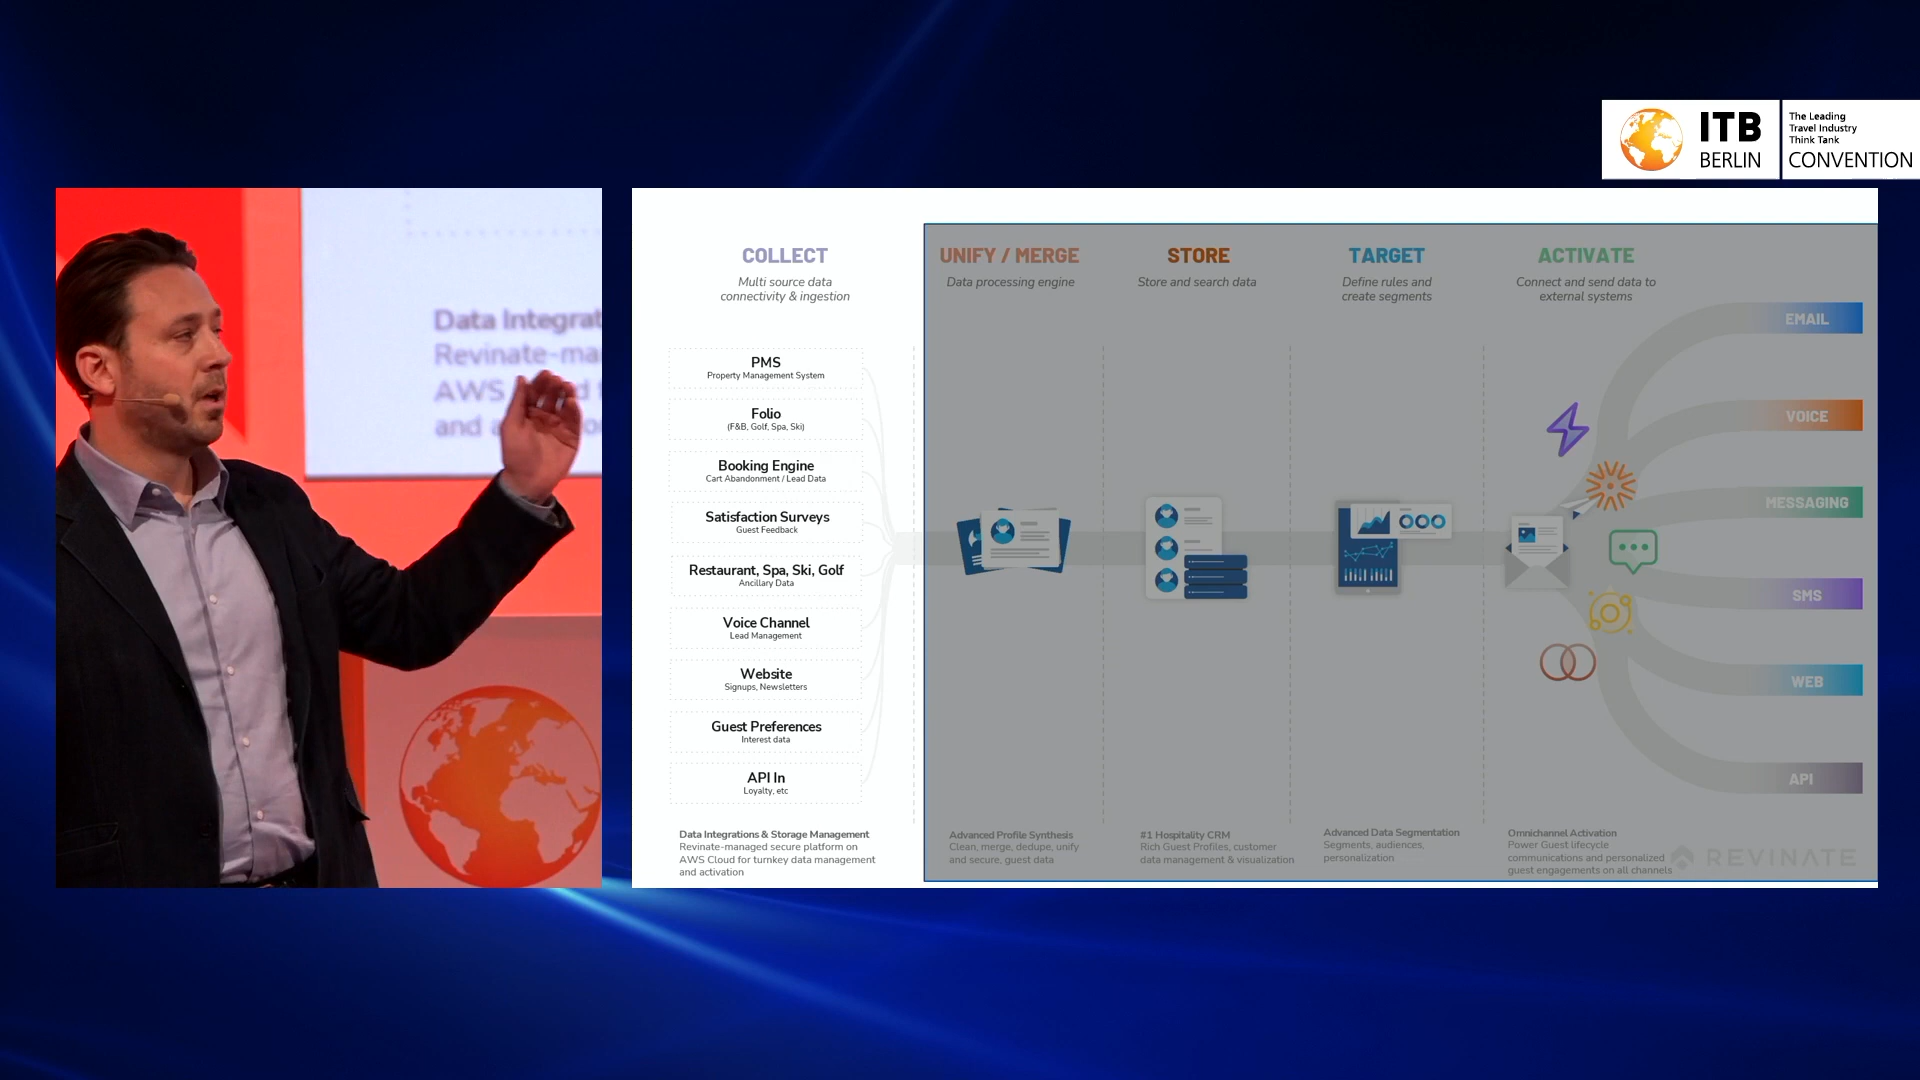 ITB
BERLIN
The Leading
Travel Industry
Think Tank
CONVENTION
Data Integrat
Revinate-ma
AWS
and a
COLLECT
Multi source data
connectivity & ingestion
PMS
Property Management System
Folio
(F&B, Golf, Spa, Ski)
Booking Engine
Cart Abandonment / Lead Data
Satisfaction Surveys
Guest Feedback
Restaurant, Spa, Ski, Golf
Ancillary Data
Voice Channel
Lead Management
Website
Signups, Newsletters
Guest Preferences
Interest data
API In
Loyalty, etc
Data Integrations & Storage Management
Revinate-managed secure platform on
AWS Cloud for turnkey data management
and activation
UNIFY / MERGE
Data processing engine
Advanced Profile Synthesis
Clean, merge, dedupe, unify
and secure, guest data
STORE
Store and search data
#1 Hospitality CRM
Rich Guest Profiles, customer
data management & visualization
TARGET
Define rules and
create segments
Advanced Data Segmentation
Segments, audiences,
personalization
ACTIVATE
Connect and send data to
external systems
EMAIL
VOICE
MESSAGING
SMS
WEB
API
Omnichannel Activation
Power Guest lifecycle
communications and personalized
guest engagements on all channels
REVINATE